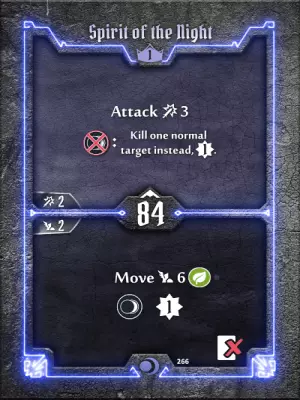 Spirit of the Night
1
Attack 3
: Kill one normal
target instead, 1.
2
84
2
Move 6
1
266